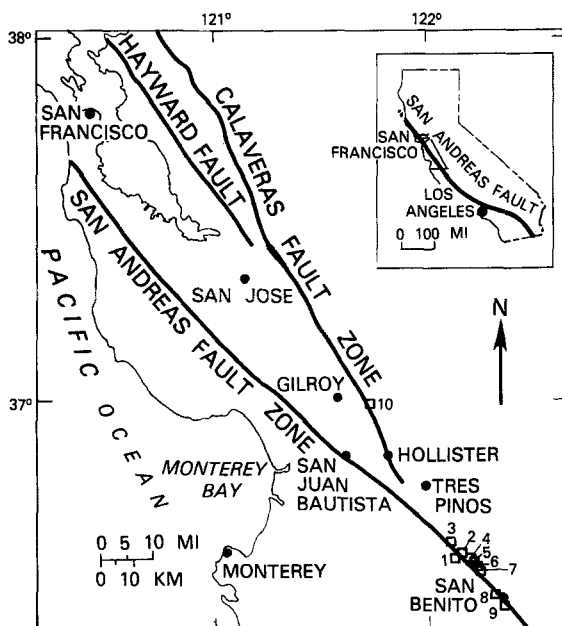 121°
122°
38°
HAYWARD FAULT
CALAVERAS FAULT ZONE
SAN
FRANCISCO
SAN ANDREAS FAULT
SAN
FRANCISCO
LOS
ANGELES
0 100 MI
SAN ANDREAS FAULT ZONE
PACIFIC OCEAN
SAN JOSE
N
GILROY
10
37°
HOLLISTER
SAN
JUAN
BAUTISTA
TRES
PINOS
MONTEREY
BAY
0 5 10 MI
0 10 KM
MONTEREY
3
2
4
1
5
6
7
SAN
BENITO
8
9